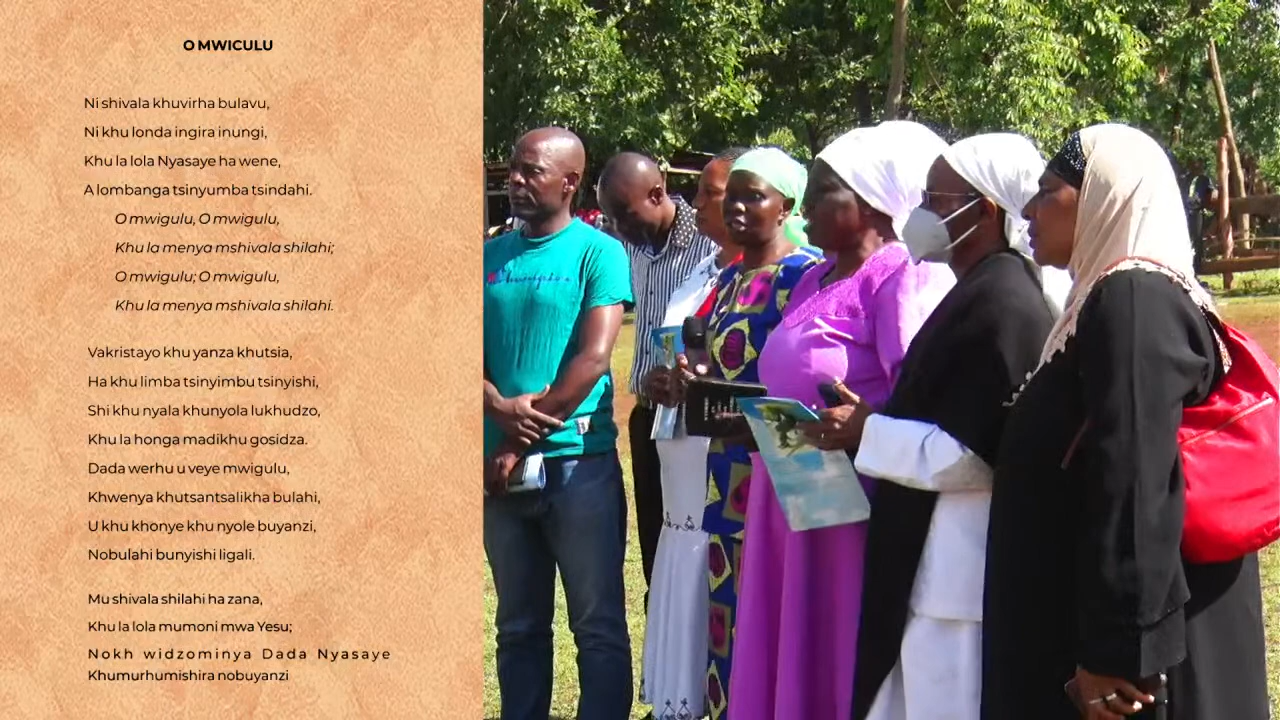 O MWICULU
Ni shivala khuvirha bulavu,
Ni khu londa ingira inungi,
Khu la lola Nyasaye ha wene,
A lombanga tsinyumba tsindahi.
O mwigulu, O mwigulu,
Khu la menya mshivala shilahi;
O mwigulu; O mwigulu,
Khu la menya mshivala shilahi.
Vakristayo khu yanza khutsia,
Ha khu limba tsinyimbu tsinyishi,
Shi khu nyala khunyola lukhudzo,
Khu la honga madikhu gosidza.
Dada werhu u veye mwigulu,
Khwenya khutsantsalikha bulahi,
U khu khonye khu nyole buyanzi,
Nobulahi bunyishi ligali.
Mu shivala shilahi ha zana,
Khu la lola mumoni mwa Yesu;
Nokh widzominya Dada Nyasaye
Khumurhumishira nobuyanzi